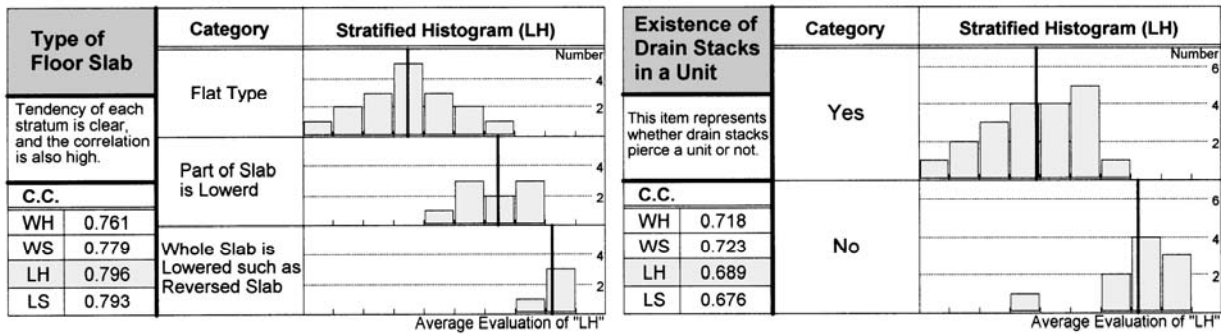 Type of
Floor Slab
Category
Stratified Histogram (LH)
Tendency of each
stratum is clear,
and the correlation
is also high.
C.C.
WH 0.761
WS 0.779
LH 0.796
LS 0.793
Number
Flat Type
4
2
Part of Slab
is Lowerd
4
2
Whole Slab is
Lowered such as
Reversed Slab
4
2
Average Evaluation of "LH"
Existence of
Drain Stacks
in a Unit
Category
Stratified Histogram (LH)
This item represents
whether drain stacks
pierce a unit or not.
C.C.
WH 0.718
WS 0.723
LH 0.689
LS 0.676
Number
Yes
6
4
2
No
6
4
2
Average Evaluation of "LH"